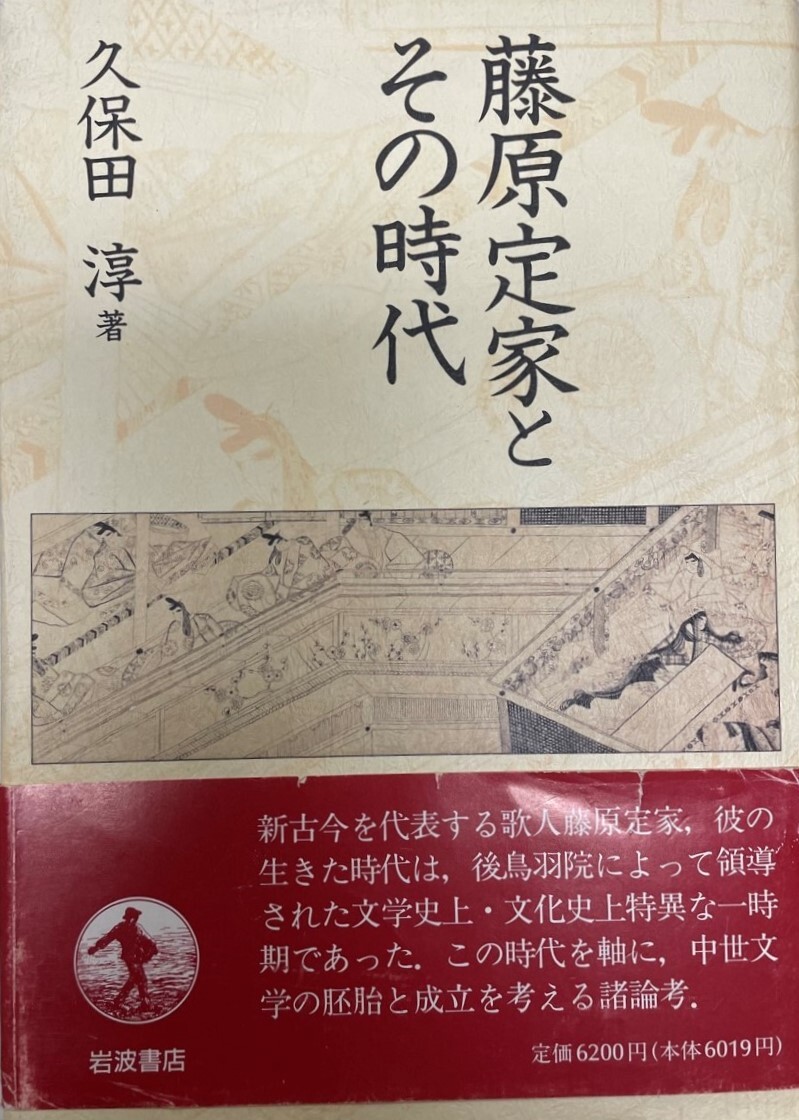 藤原定家と
その時代
久保田 淳 著
新古今を代表する歌人藤原定家，彼の
生きた時代は，後鳥羽院によって領導
された文学史上・文化史上特異な一時
期であった．この時代を軸に，中世文
学の胚胎と成立を考える諸論考．
岩波書店
定価6200円(本体6019円)